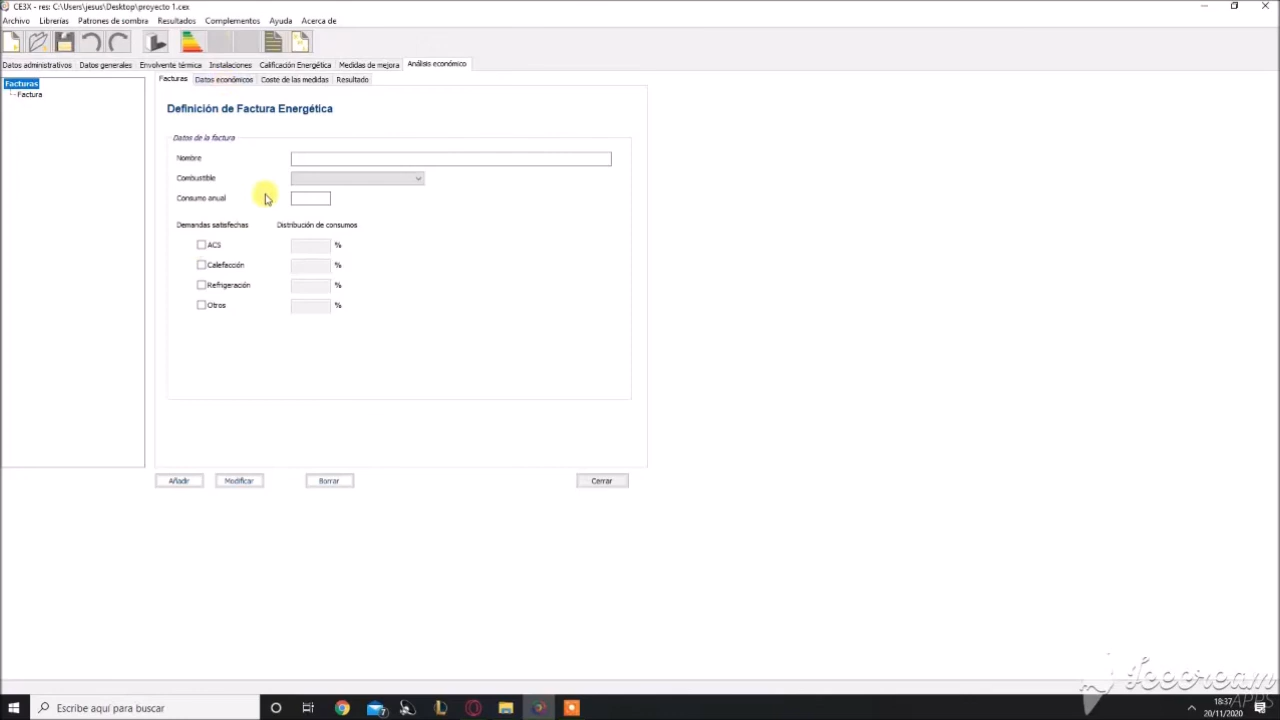 CE3X - res: C:\Users\jesus\Desktop\proyecto 1.cex
Archivo Librerías Patrones de sombra Resultados Complementos Ayuda Acerca de
Datos administrativos Datos generales Envolvente térmica Instalaciones Calificación Energética Medidas de mejora Análisis económico
Facturas
Factura
Facturas Datos económicos Coste de las medidas Resultado
Definición de Factura Energética
Datos de la factura
Nombre
Combustible
Consumo anual
Demandas satisfechas Distribución de consumos
ACS %
Calefacción %
Refrigeración %
Otros %
Añadir Modificar Borrar Cerrar
Icecream
APPS
Escribe aquí para buscar
18:37
20/11/2020